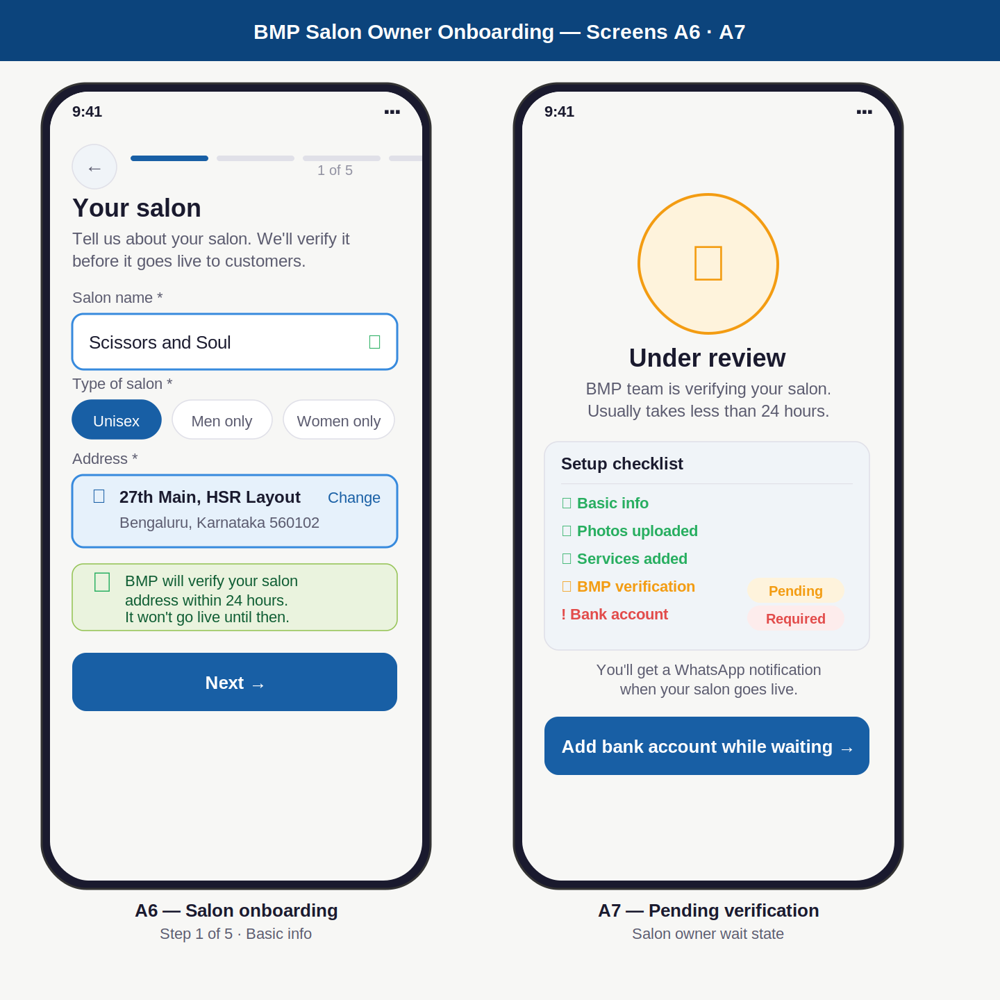 BMP Salon Owner Onboarding — Screens A6 · A7
9:41
←
1 of 5
Your salon
Tell us about your salon. We'll verify it
before it goes live to customers.
Salon name *
Scissors and Soul
Type of salon *
Unisex
Men only
Women only
Address *
27th Main, HSR Layout
Change
Bengaluru, Karnataka 560102
BMP will verify your salon
address within 24 hours.
It won't go live until then.
Next →
A6 — Salon onboarding
Step 1 of 5 · Basic info
9:41
Under review
BMP team is verifying your salon.
Usually takes less than 24 hours.
Setup checklist
Basic info
Photos uploaded
Services added
BMP verification
Pending
! Bank account
Required
You'll get a WhatsApp notification
when your salon goes live.
Add bank account while waiting →
A7 — Pending verification
Salon owner wait state